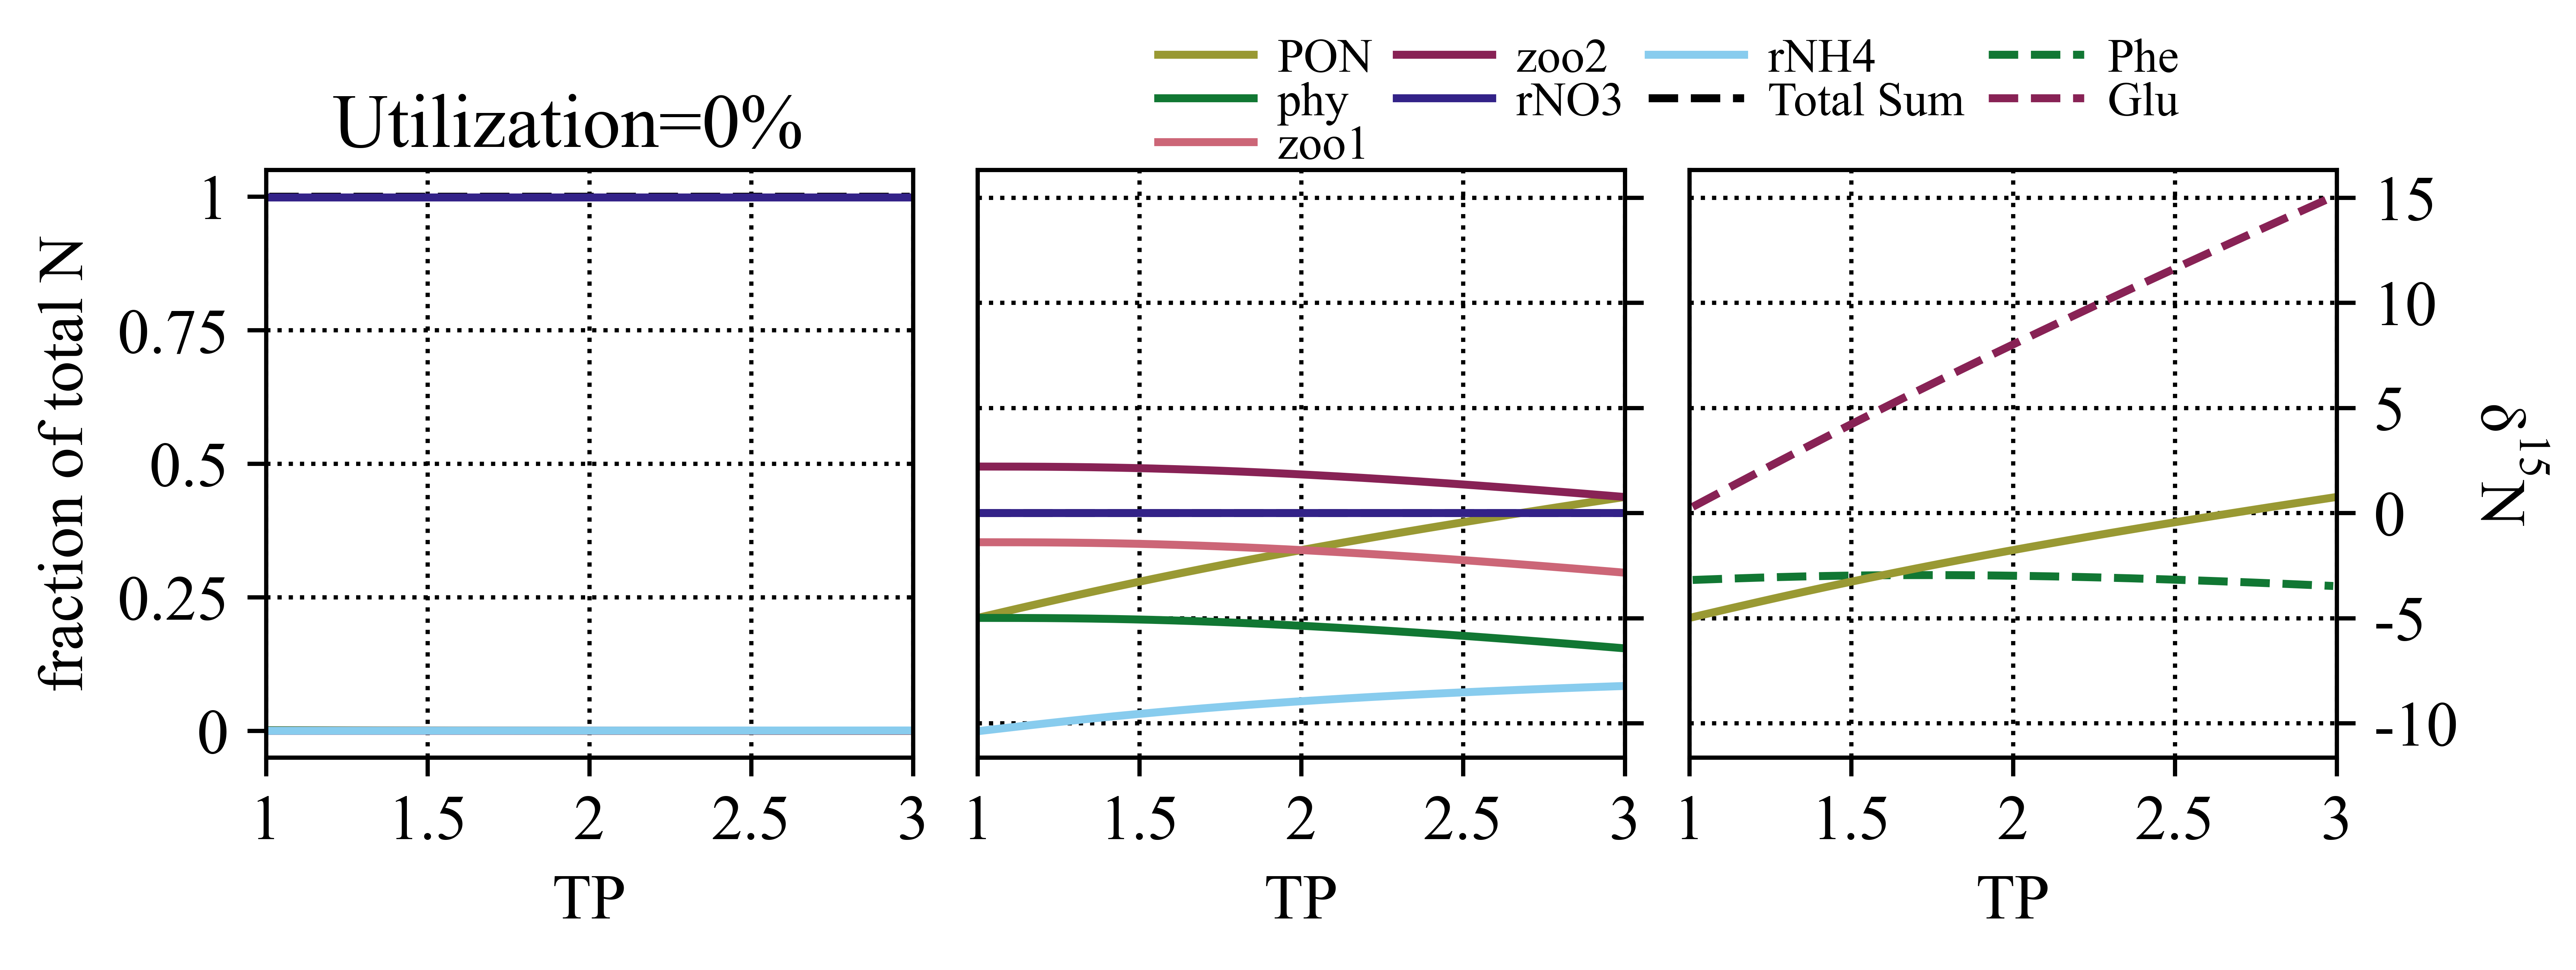 PON zoo2 rNH4 Phe
phy rNO3 Total Sum Glu
zoo1
Utilization=0%
fraction of total N
1
0.75
0.5
0.25
0
1 1.5 2 2.5 3
TP
1 1.5 2 2.5 3
TP
1 1.5 2 2.5 3
TP
15
10
5
0
-5
-10
δ¹⁵N